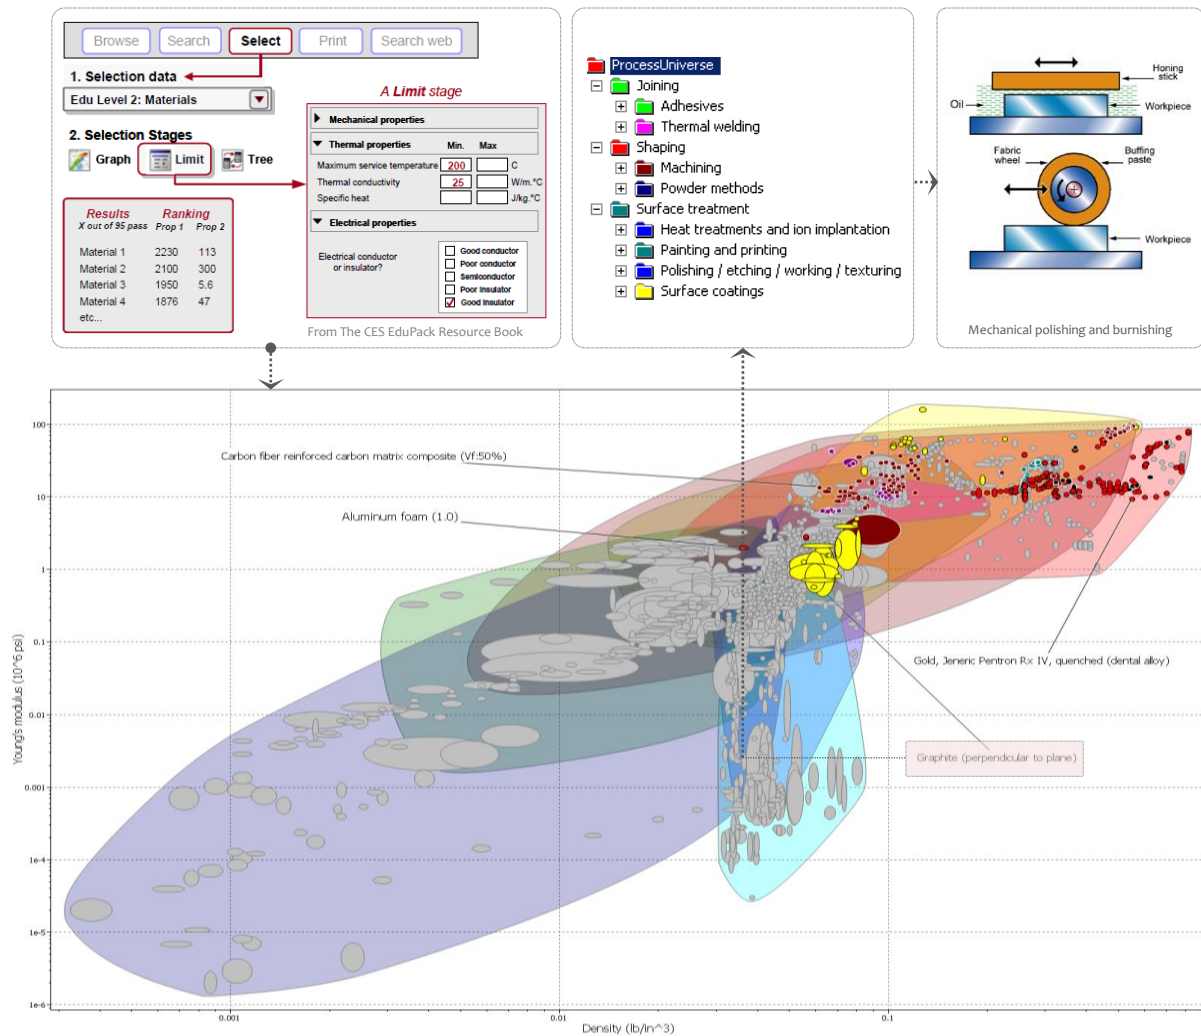 Browse Search Select Print Search web
1. Selection data
Edu Level 2: Materials
2. Selection Stages
Graph Limit Tree
Results Ranking
X out of 95 pass Prop 1 Prop 2
Material 1 2230 113
Material 2 2100 300
Material 3 1950 5.6
Material 4 1876 47
etc...
A Limit stage
Mechanical properties
Thermal properties Min. Max
Maximum service temperature 200 C
Thermal conductivity 25 W/m.°C
Specific heat J/kg.°C
Electrical properties
Electrical conductor
or insulator?
Good conductor
Poor conductor
Semiconductor
Poor insulator
Good insulator
From The CES EduPack Resource Book
ProcessUniverse
Joining
Adhesives
Thermal welding
Shaping
Machining
Powder methods
Surface treatment
Heat treatments and ion implantation
Painting and printing
Polishing / etching / working / texturing
Surface coatings
Honing
stick
Oil
Workpiece
Fabric
wheel
Buffing
paste
Workpiece
Mechanical polishing and burnishing
Young's modulus (10^6 psi)
100
10
1
0.1
0.01
0.001
1e-4
1e-5
1e-6
Carbon fiber reinforced carbon matrix composite (Vf:50%)
Aluminum foam (1.0)
Gold, Jeneric Pentron Rx IV, quenched (dental alloy)
Graphite (perpendicular to plane)
0.001 0.01 0.1
Density (lb/in^3)